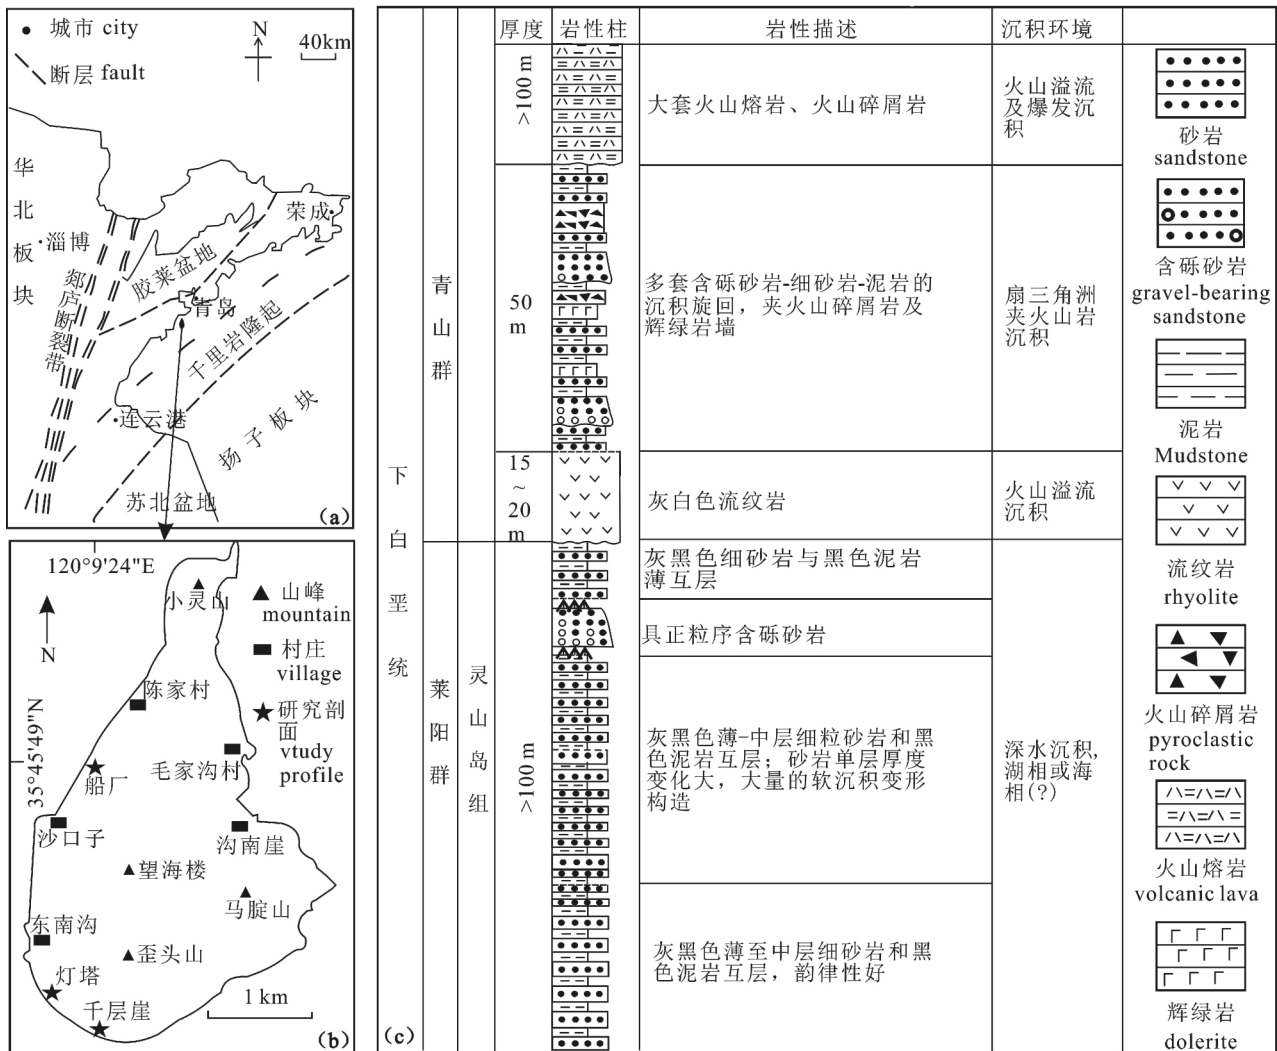 城市 city
断层 fault
N
40km
华北板块
淄博
郯庐断裂带
胶莱盆地
荣成
青岛
千里岩隆起
连云港
扬子板块
苏北盆地
(a)
120°9'24"E
35°45'49"N
N
小灵山
山峰
mountain
村庄
village
研究剖
面
vtudy
profile
陈家村
毛家沟村
船厂
沙口子
沟南崖
望海楼
马腚山
东南沟
歪头山
灯塔
千层崖
1 km
(b)
厚度
岩性柱
岩性描述
沉积环境
下白垩统
青山群
莱阳群
灵山岛组
>100 m
大套火山熔岩、火山碎屑岩
火山溢流
及爆发沉
积
50
m
多套含砾砂岩-细砂岩-泥岩的
沉积旋回，夹火山碎屑岩及
辉绿岩墙
扇三角洲
夹火山岩
沉积
15
~
20
m
灰白色流纹岩
火山溢流
沉积
>100 m
灰黑色细砂岩与黑色泥岩
薄互层
具正粒序含砾砂岩
灰黑色薄-中层细粒砂岩和黑
色泥岩互层；砂岩单层厚度
变化大，大量的软沉积变形
构造
灰黑色薄至中层细砂岩和黑
色泥岩互层，韵律性好
深水沉积，
湖相或海
相(?)
(c)
砂岩
sandstone
含砾砂岩
gravel-bearing
sandstone
泥岩
Mudstone
流纹岩
rhyolite
火山碎屑岩
pyroclastic
rock
火山熔岩
volcanic lava
辉绿岩
dolerite